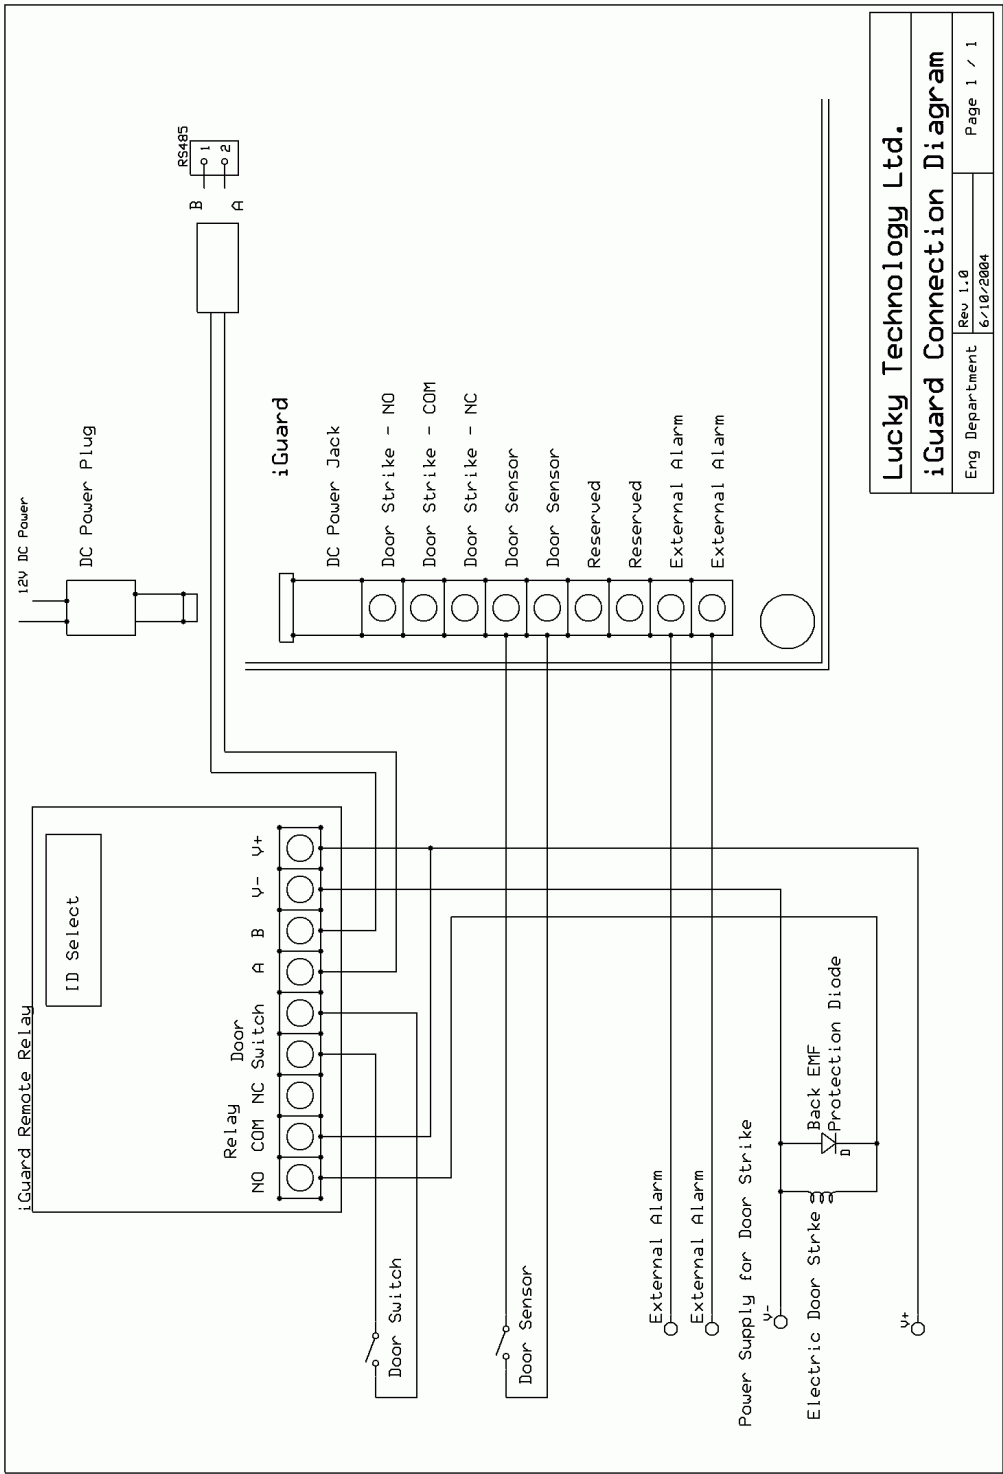 iGuard Remote Relay
ID Select
Relay
Door
NO
COM
NC
Switch
A
B
V-
V+
12V DC Power
DC Power Plug
RS485
1
2
B
A
iGuard
DC Power Jack
Door Strike - NO
Door Strike - COM
Door Strike - NC
Door Sensor
Door Sensor
Reserved
Reserved
External Alarm
External Alarm
Door Switch
Door Sensor
External Alarm
External Alarm
Power Supply for Door Strike
V-
Electric Door Strke
Back EMF
Protection Diode
D
V+
Lucky Technology Ltd.
iGuard Connection Diagram
Eng Department
Rev 1.0
6/10/2004
Page 1 / 1